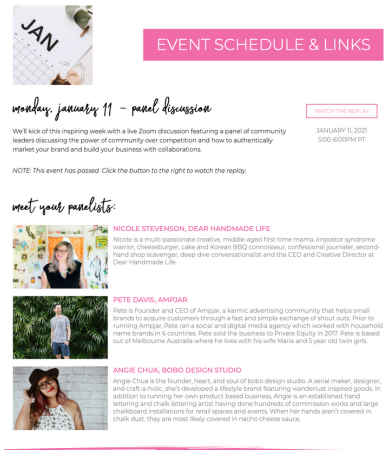 JAN
EVENT SCHEDULE & LINKS
monday, january 11 - panel discussion
WATCH THE REPLAY
We'll kick of this inspiring week with a live Zoom discussion featuring a panel of community
leaders discussing the power of community over competition and how to authentically
market your brand and build your business with collaborations.
JANUARY 11, 2021
5:00-6:00PM PT
NOTE: This event has passed. Click the button to the right to watch the replay.
meet your panelists:
NICOLE STEVENSON, DEAR HANDMADE LIFE
Nicole is a multi-passionate creative, middle-aged first-time mama, impostor syndrome
warrior, cheeseburger, cake and Korean BBQ connoisseur, confessional journaler, second-
hand shop scavenger, deep dive conversationalist and the CEO and Creative Director at
Dear Handmade Life.
PETE DAVIS, AMPJAR
Pete is Founder and CEO of Ampjar, a karmic advertising community that helps small
brands to acquire customers through a fast and simple exchange of shout outs. Prior to
running Ampjar, Pete ran a social and digital media agency which worked with household
name brands in 6 countries. Pete sold the business to Private Equity in 2017. Pete is based
out of Melbourne Australia where he lives with his wife Maria and 5 year old twin girls.
ANGIE CHUA, BOBO DESIGN STUDIO
Angie Chua is the founder, heart, and soul of bobo design studio. A serial maker, designer,
and craft-a-holic, she's developed a lifestyle brand featuring wanderlust inspired goods. In
addition to running her own product based business, Angie is an established hand
lettering and chalk lettering artist having done hundreds of commission works and large
chalkboard installations for retail spaces and events. When her hands aren't covered in
chalk dust, they are most likely covered in nacho cheese sauce.